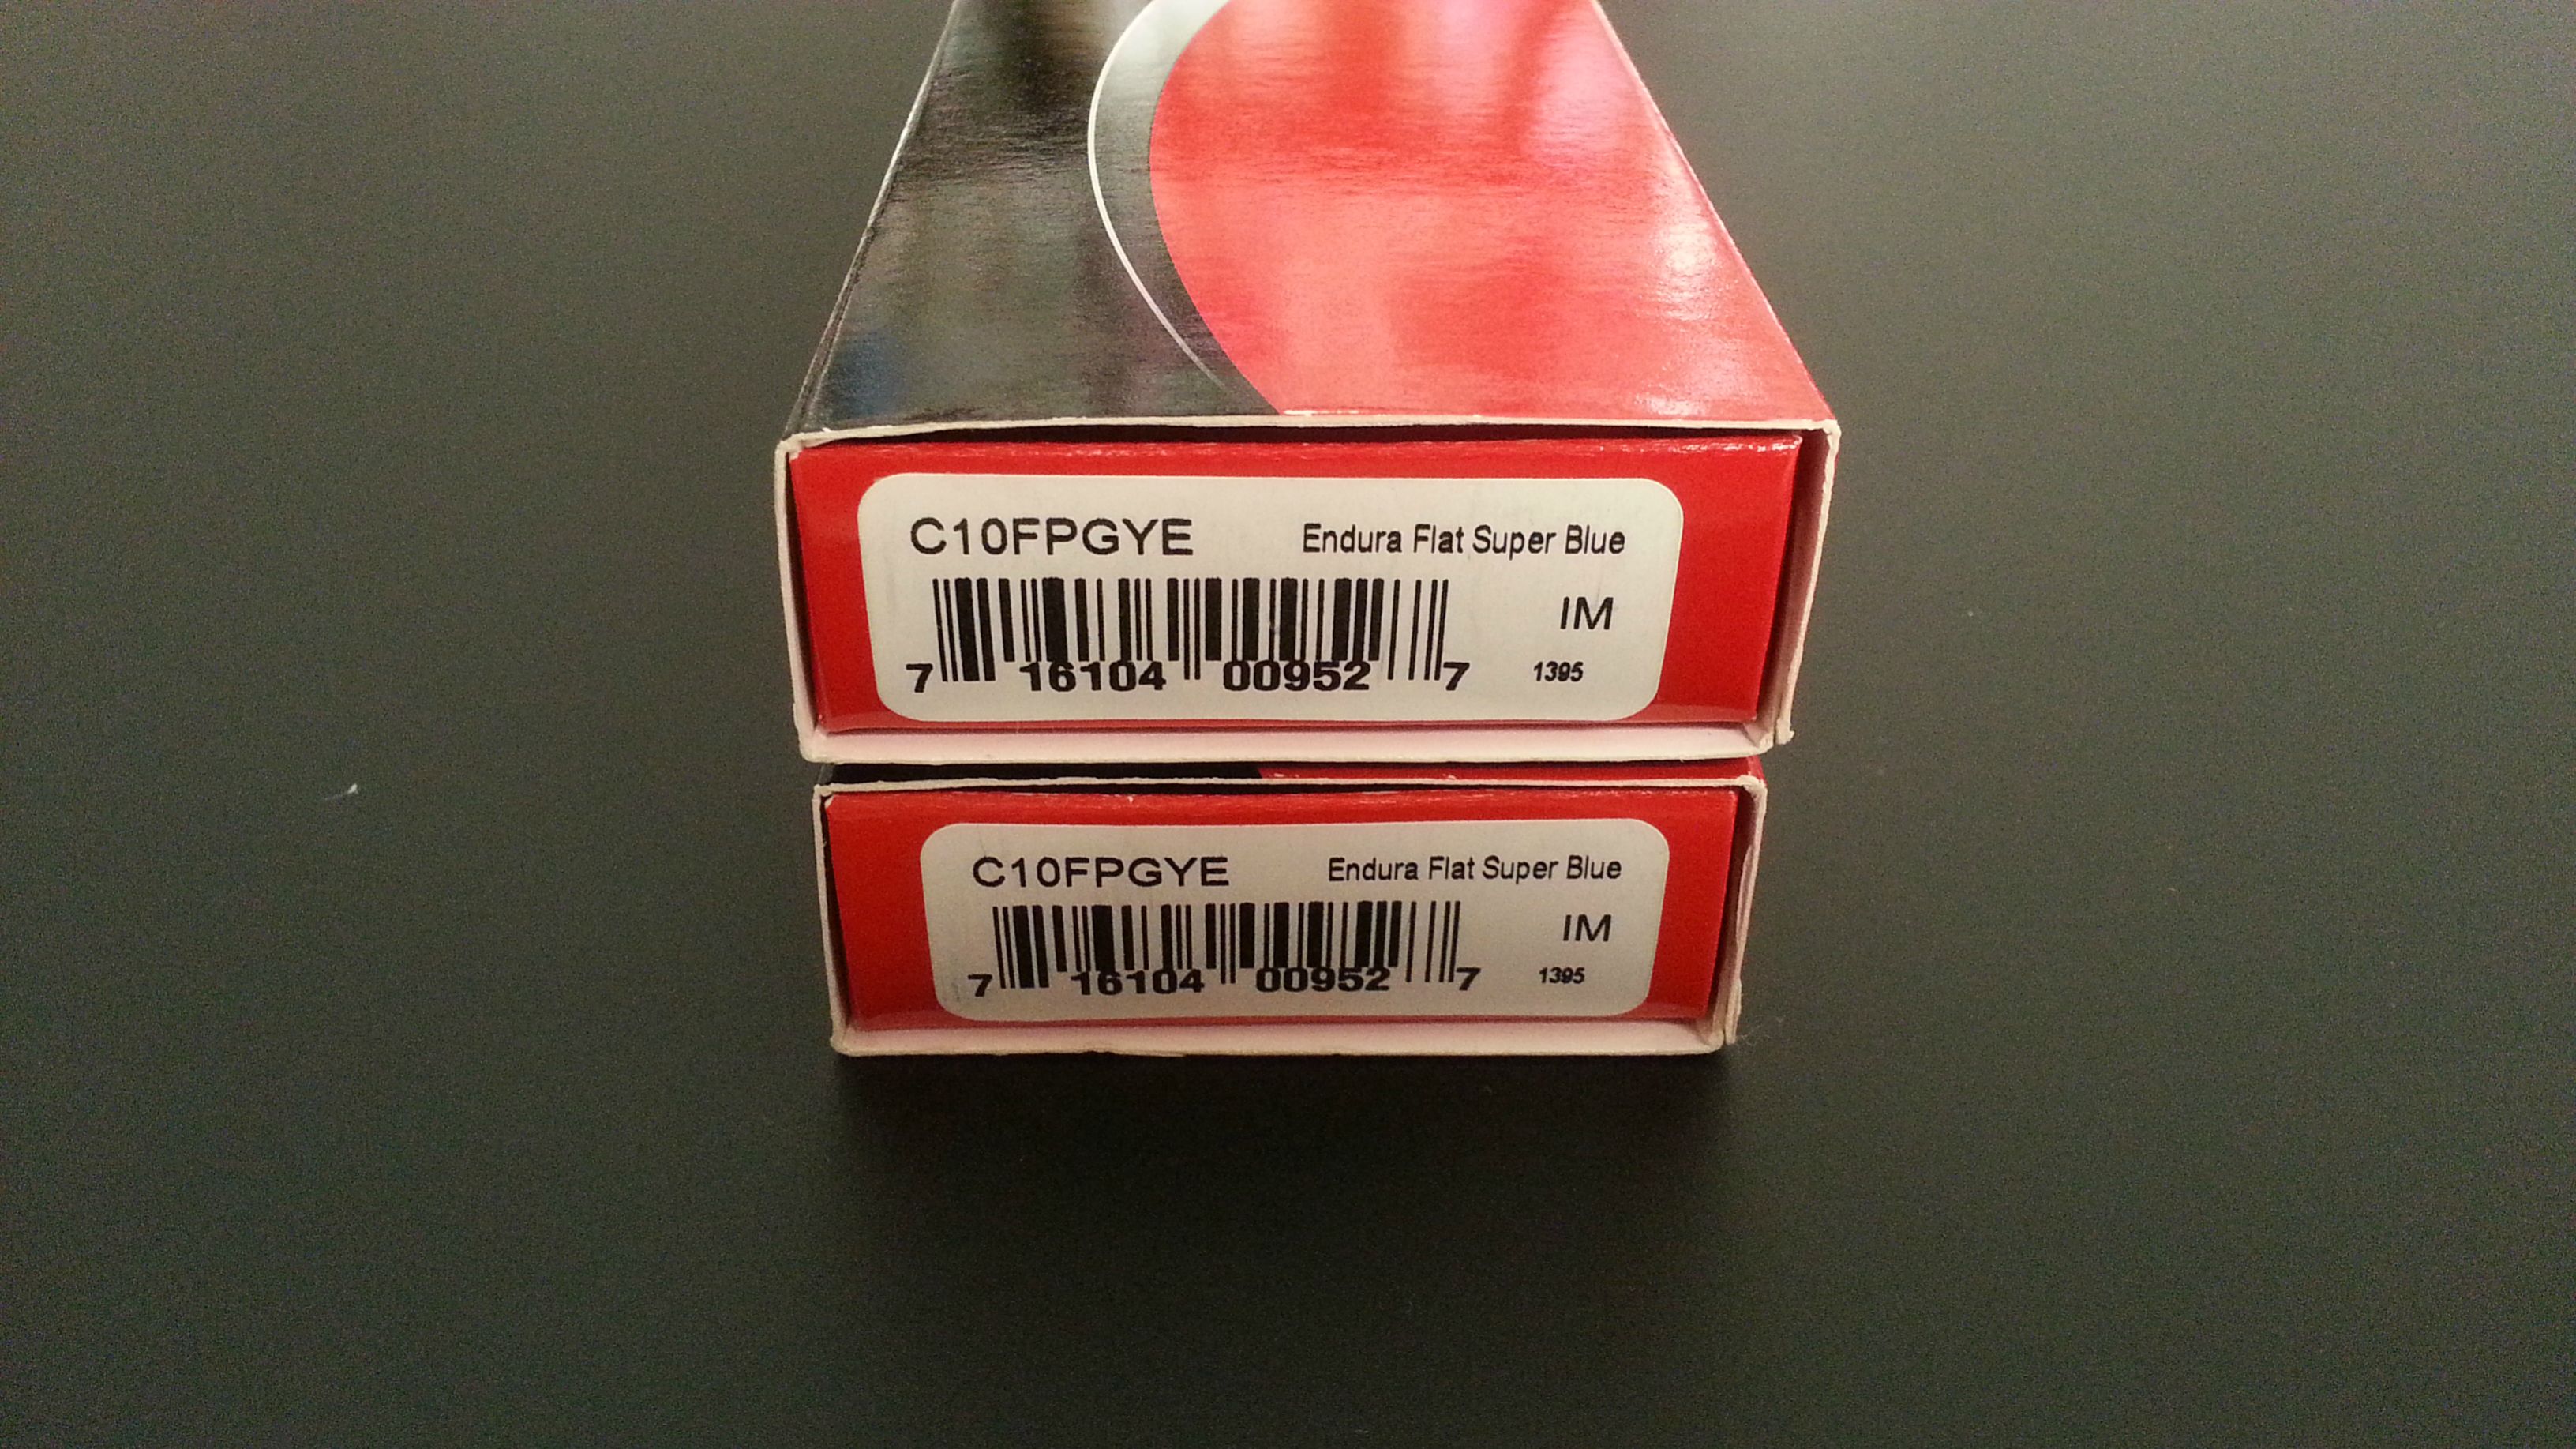 C10FPGYE Endura Flat Super Blue
IM
7 16104 00952 7 1395
C10FPGYE Endura Flat Super Blue
IM
7 16104 00952 7 1395